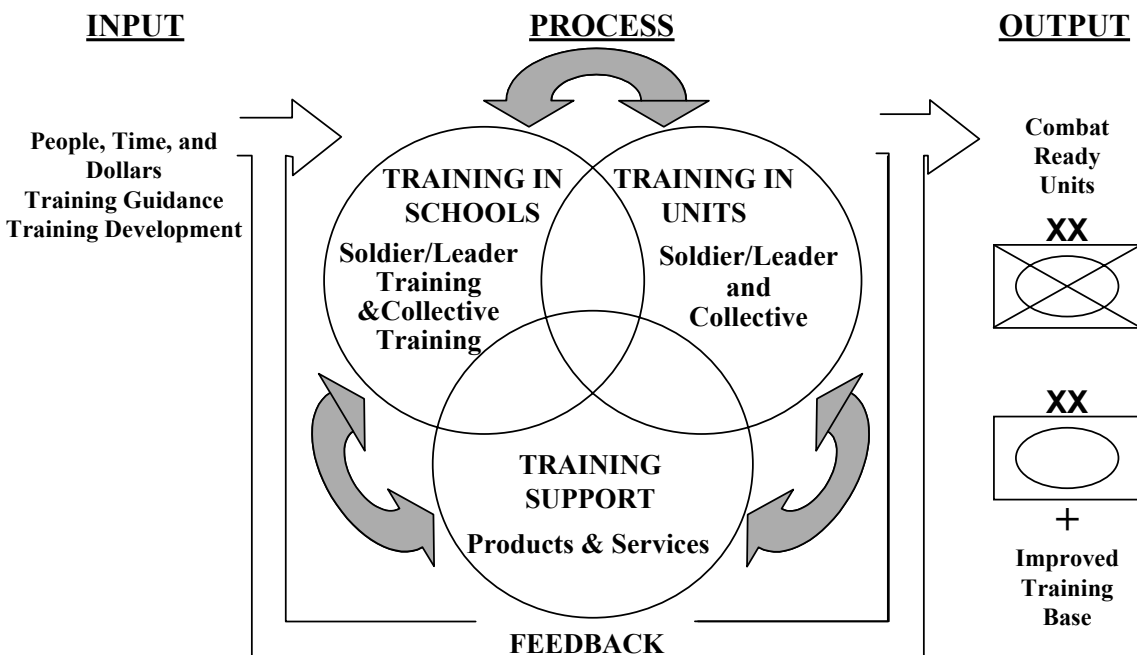 INPUT
PROCESS
OUTPUT
People, Time, and
Dollars
Training Guidance
Training Development
TRAINING IN
SCHOOLS
Soldier/Leader
Training
&Collective
Training
TRAINING IN
UNITS
Soldier/Leader
and
Collective
TRAINING
SUPPORT
Products & Services
FEEDBACK
Combat
Ready
Units
XX
XX
+
Improved
Training
Base